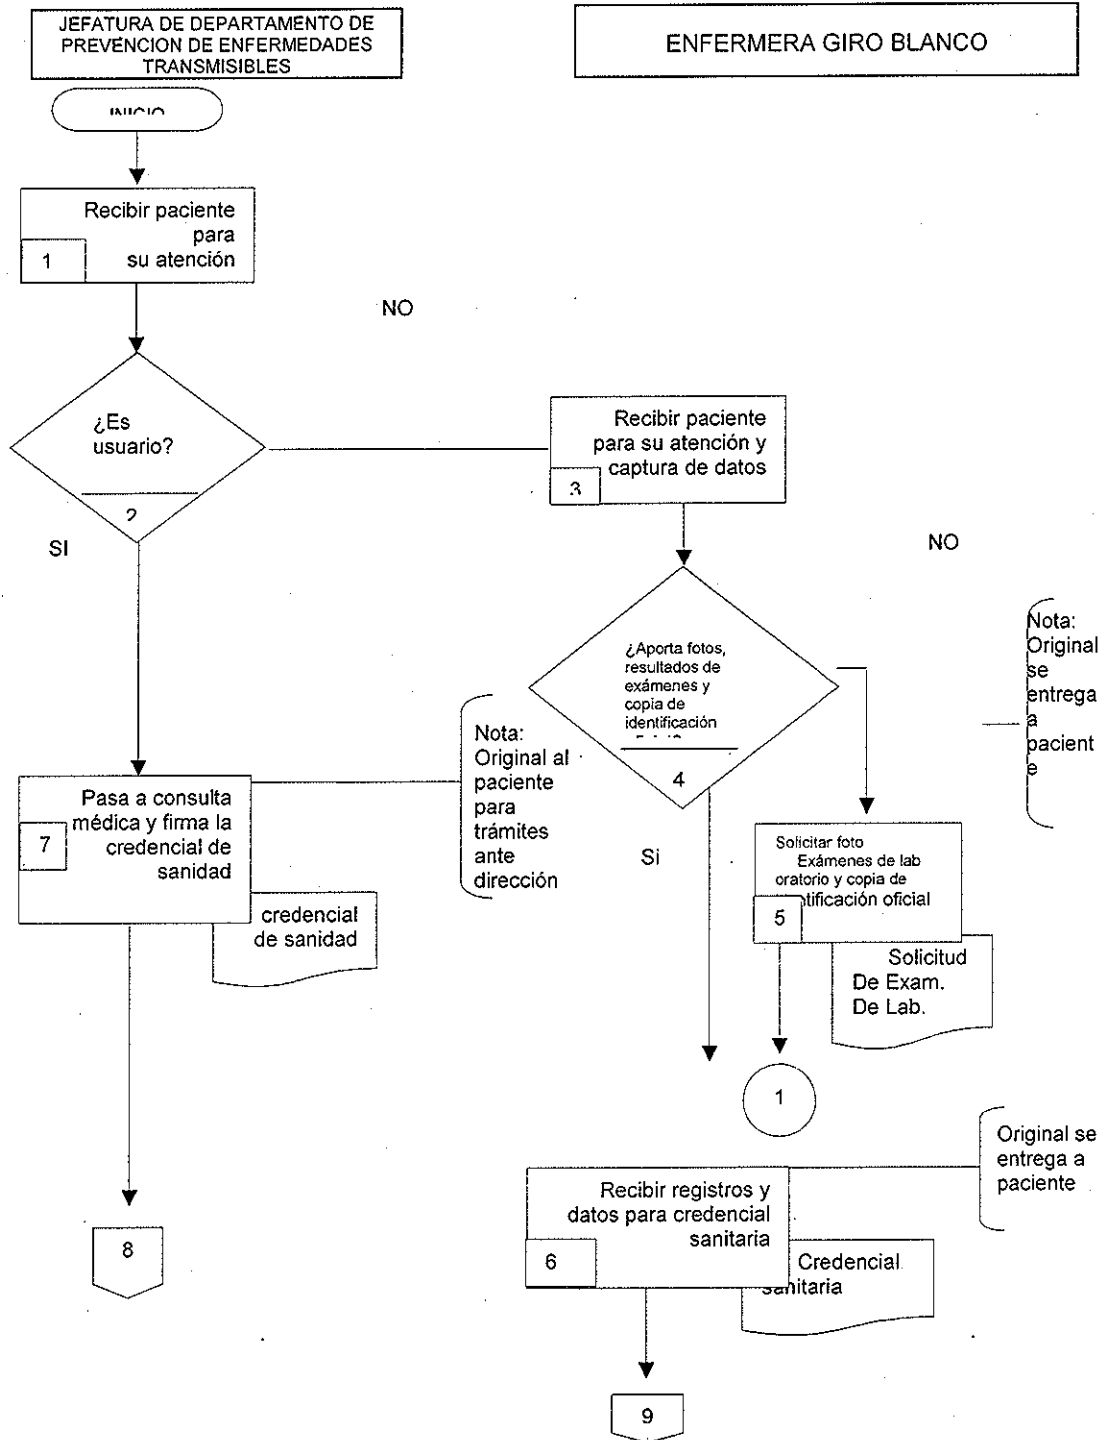 JEFATURA DE DEPARTAMENTO DE
PREVENCION DE ENFERMEDADES
TRANSMISIBLES
ENFERMERA GIRO BLANCO
INICIO
Recibir paciente
para
su atención
1
NO
¿Es
usuario?
2
SI
Recibir paciente
para su atención y
captura de datos
3
NO
¿Aporta fotos,
resultados de
exámenes y
copia de
identificación
4
Si
Nota:
Original
se
entrega
a
pacient
e
Nota:
Original al
paciente
para
trámites
ante
dirección
Pasa a consulta
médica y firma la
credencial de
sanidad
7
credencial
de sanidad
Solicitar foto
Exámenes de lab
oratorio y copia de
ntificación oficial
5
Solicitud
De Exam.
De Lab.
1
Original se
entrega a
paciente
Recibir registros y
datos para credencial
sanitaria
6
Credencial
sanitaria
8
9